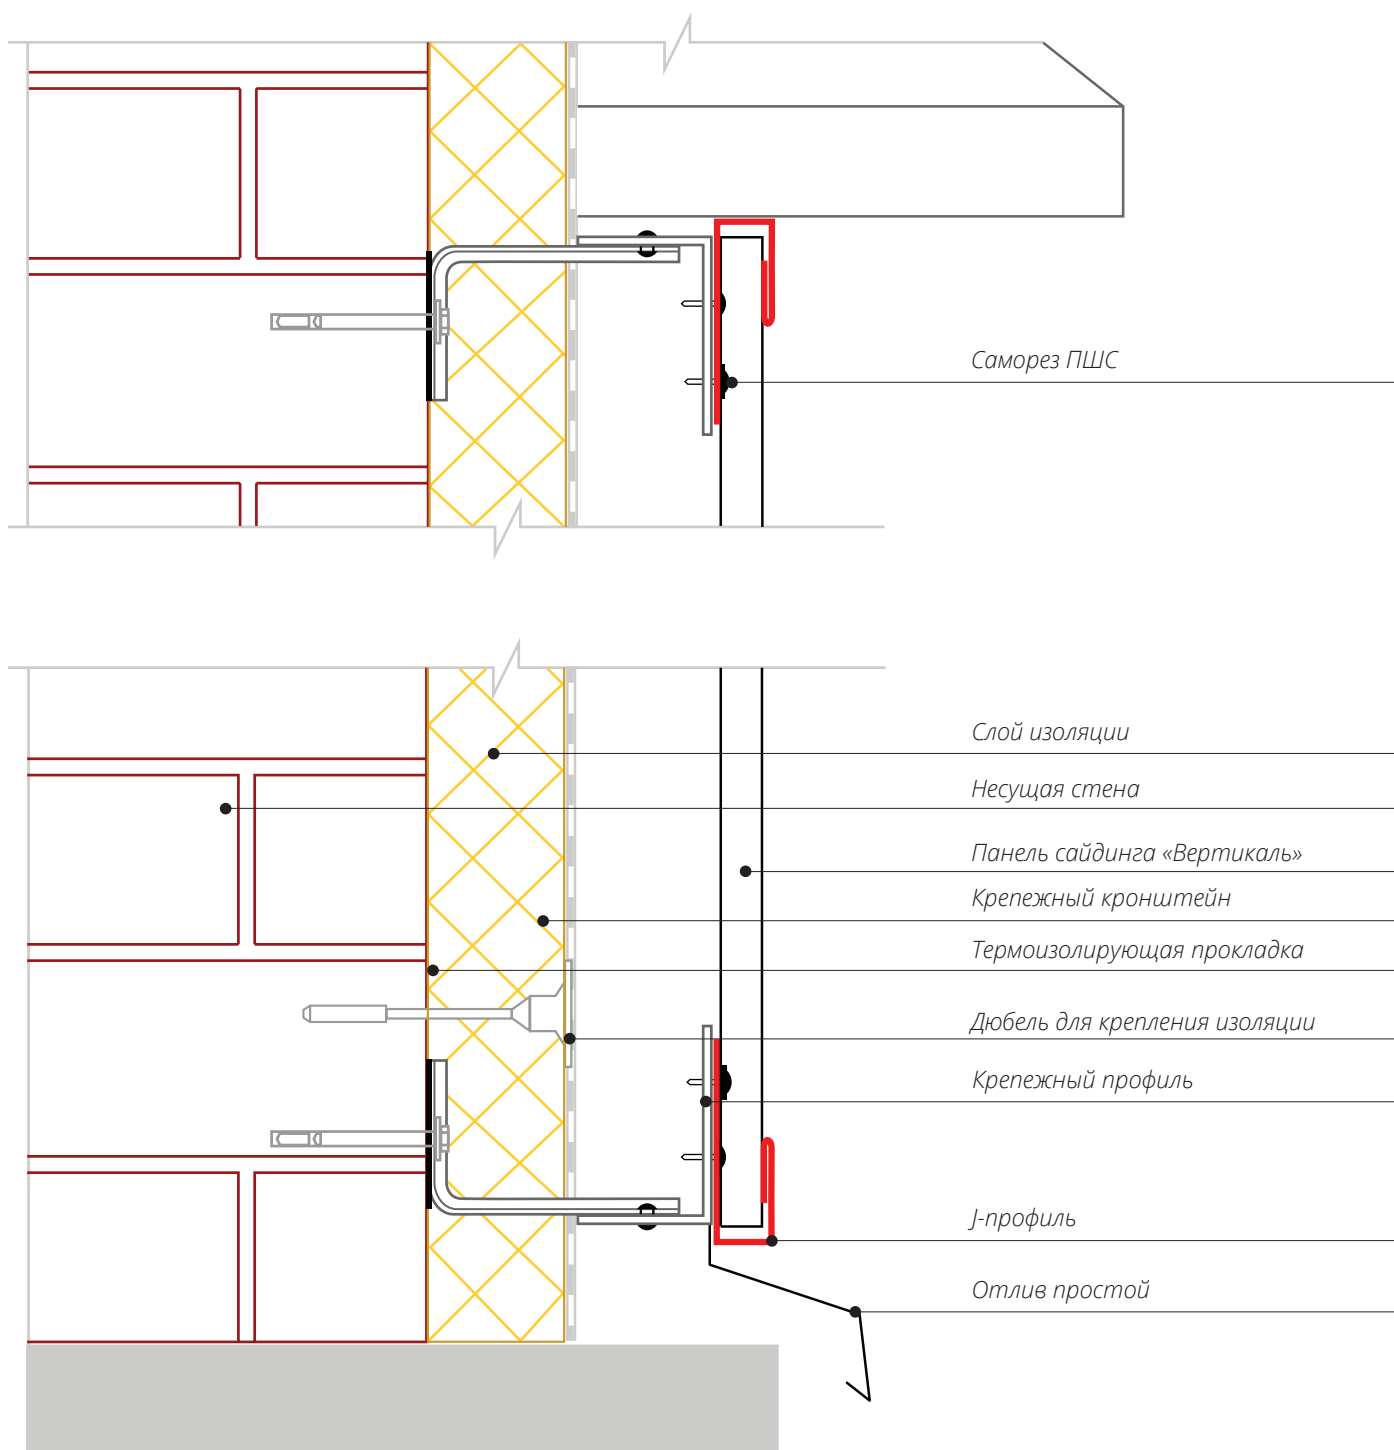 Саморез ПШС
Слой изоляции
Несущая стена
Панель сайдинга «Вертикаль»
Крепежный кронштейн
Термоизолирующая прокладка
Дюбель для крепления изоляции
Крепежный профиль
J-профиль
Отлив простой